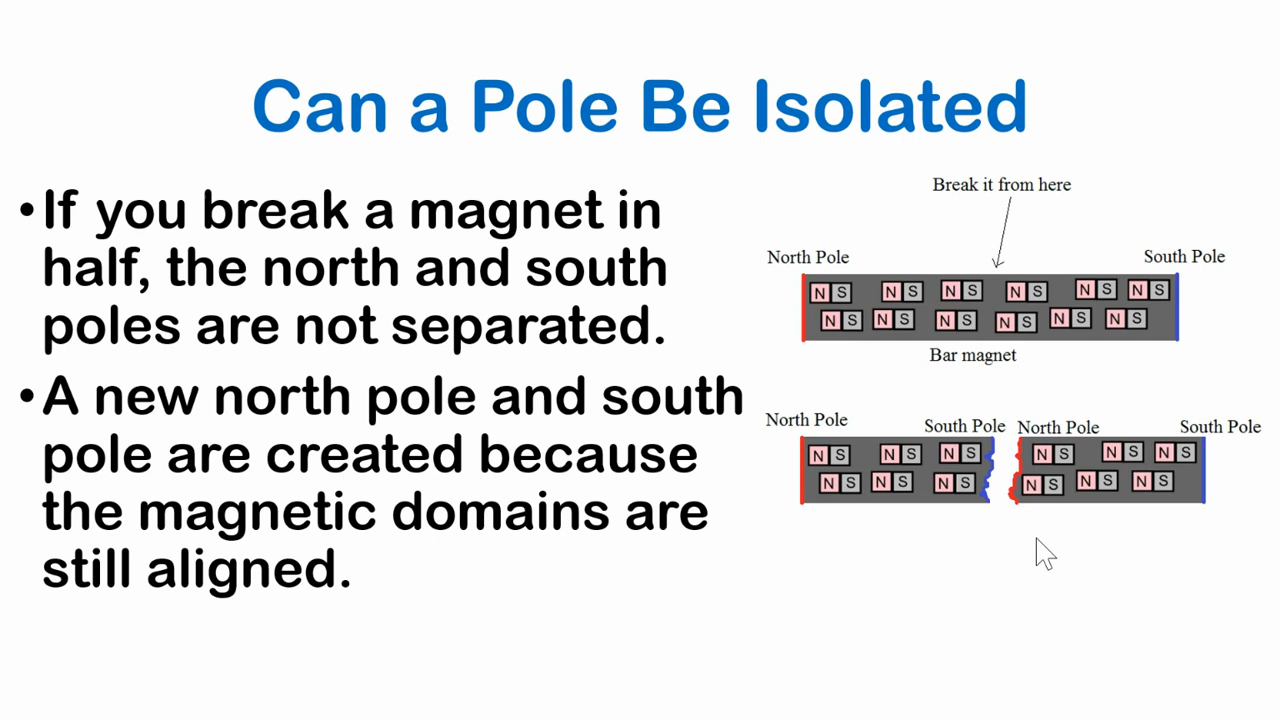 Can a Pole Be Isolated
•If you break a magnet in
half, the north and south
poles are not separated.
•A new north pole and south
pole are created because
the magnetic domains are
still aligned.
Break it from here
North Pole South Pole
N S N S N S N S N S N S
N S N S N S N S N S N S
Bar magnet
North Pole South Pole North Pole South Pole
N S N S N S N S N S N S
N S N S N S N S N S N S